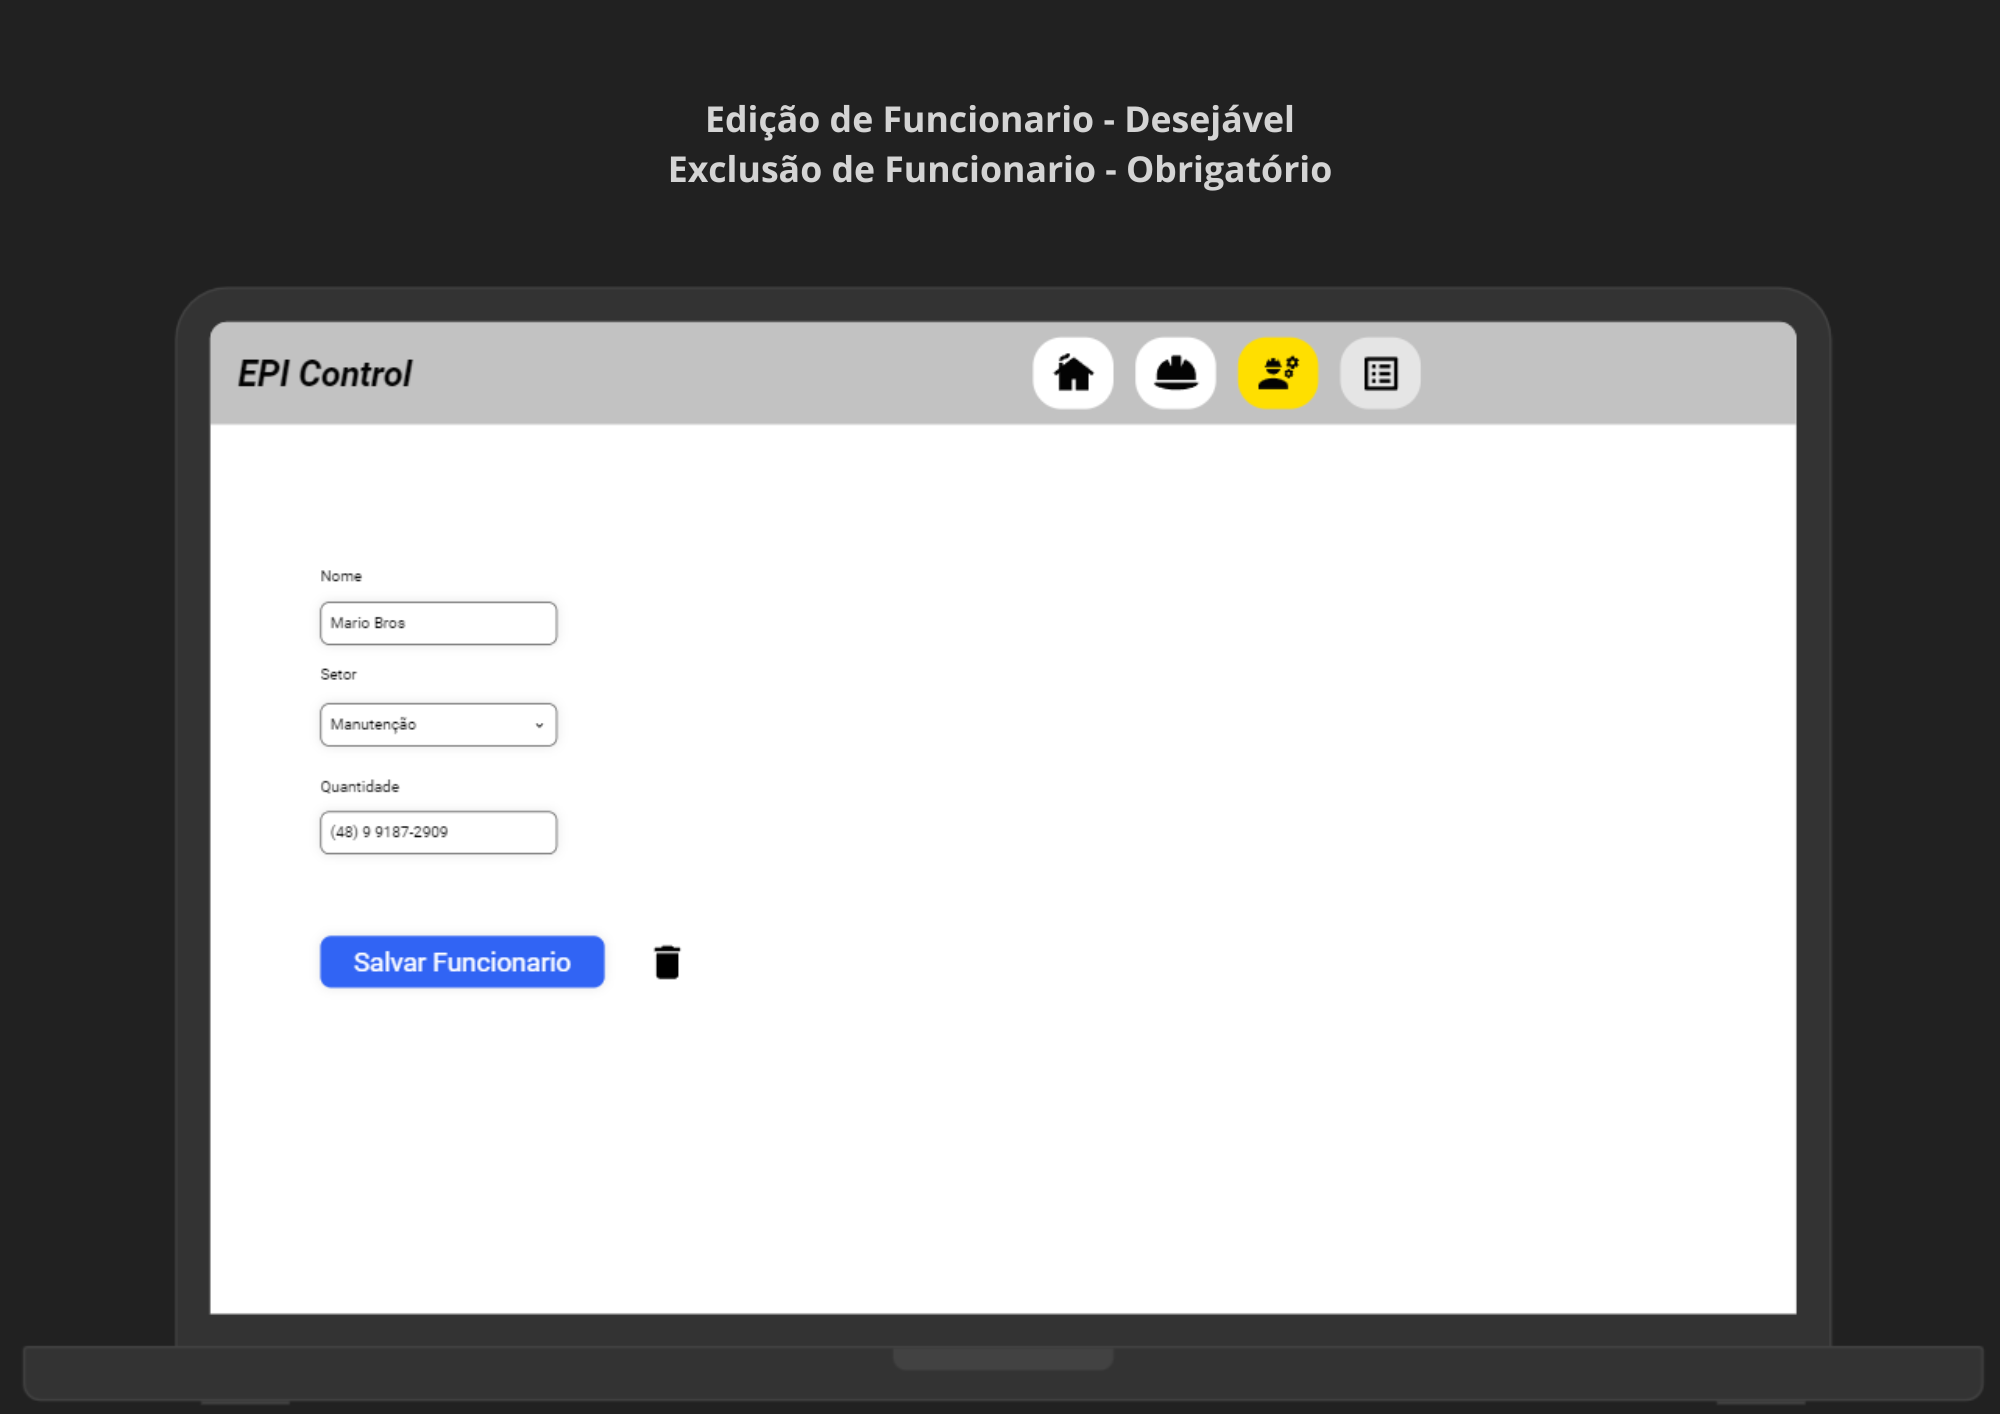 Edição de Funcionario - Desejável
Exclusão de Funcionario - Obrigatório
EPI Control
Nome
Mario Bros
Setor
Manutenção
Quantidade
(48) 9 9187-2909
Salvar Funcionario